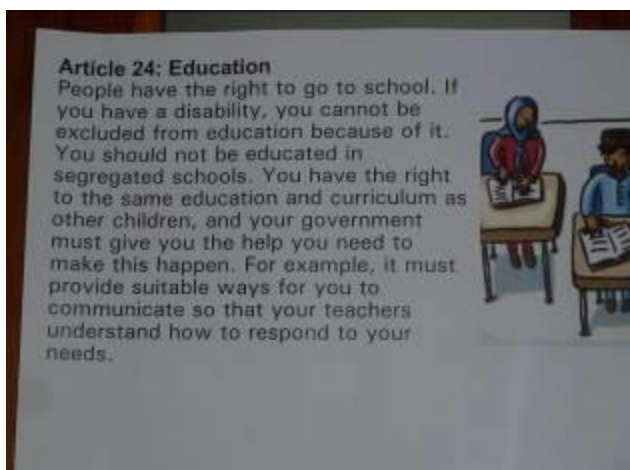 Article 24: Education
People have the right to go to school. If
you have a disability, you cannot be
excluded from education because of it.
You should not be educated in
segregated schools. You have the right
to the same education and curriculum as
other children, and your government
must give you the help you need to
make this happen. For example, it must
provide suitable ways for you to
communicate so that your teachers
understand how to respond to your
needs.